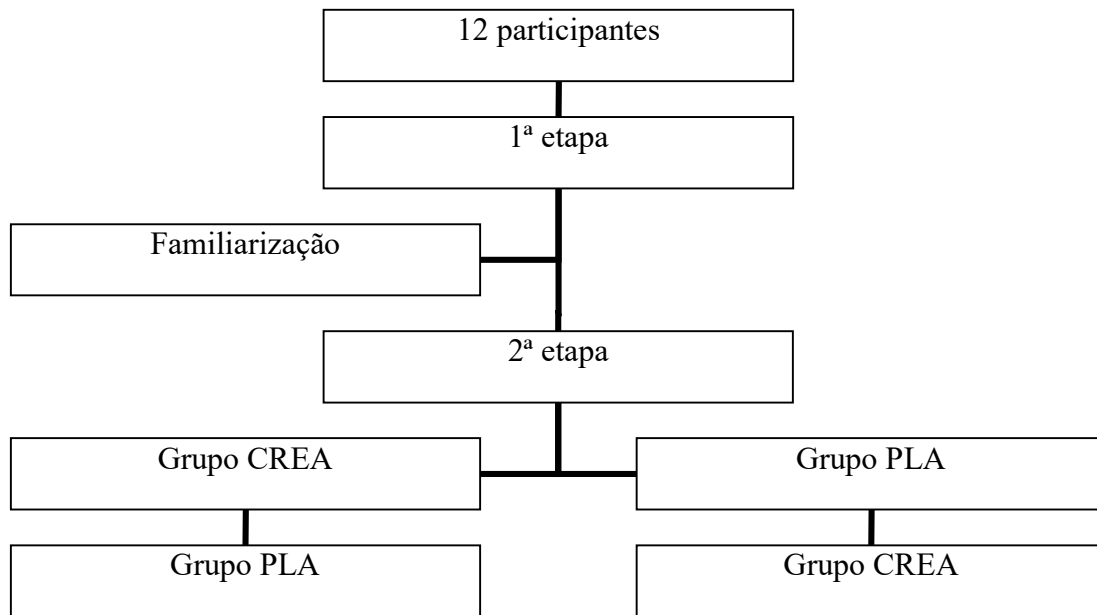 12 participantes
1ª etapa
Familiarização
2ª etapa
Grupo CREA
Grupo PLA
Grupo PLA
Grupo CREA